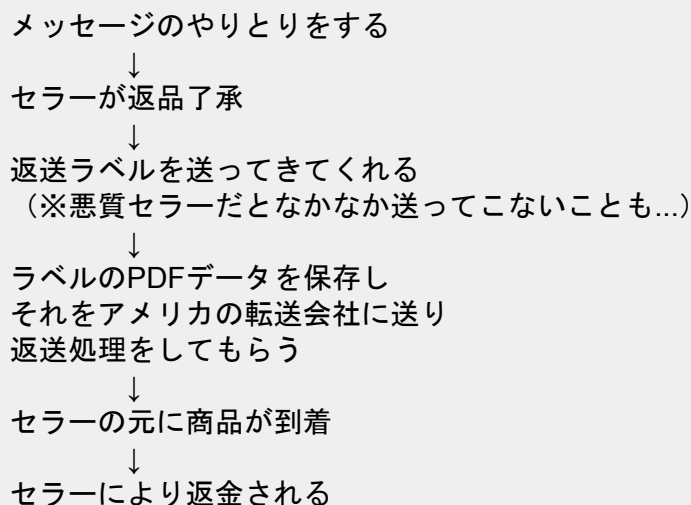 メッセージのやりとりをする
↓
セラーが返品了承
↓
返送ラベルを送ってきてくれる
(※悪質セラーだとなかなか送ってこないことも...)
↓
ラベルのPDFデータを保存し
それをアメリカの転送会社に送り
返送処理をしてもらう
↓
セラーの元に商品が到着
↓
セラーにより返金される